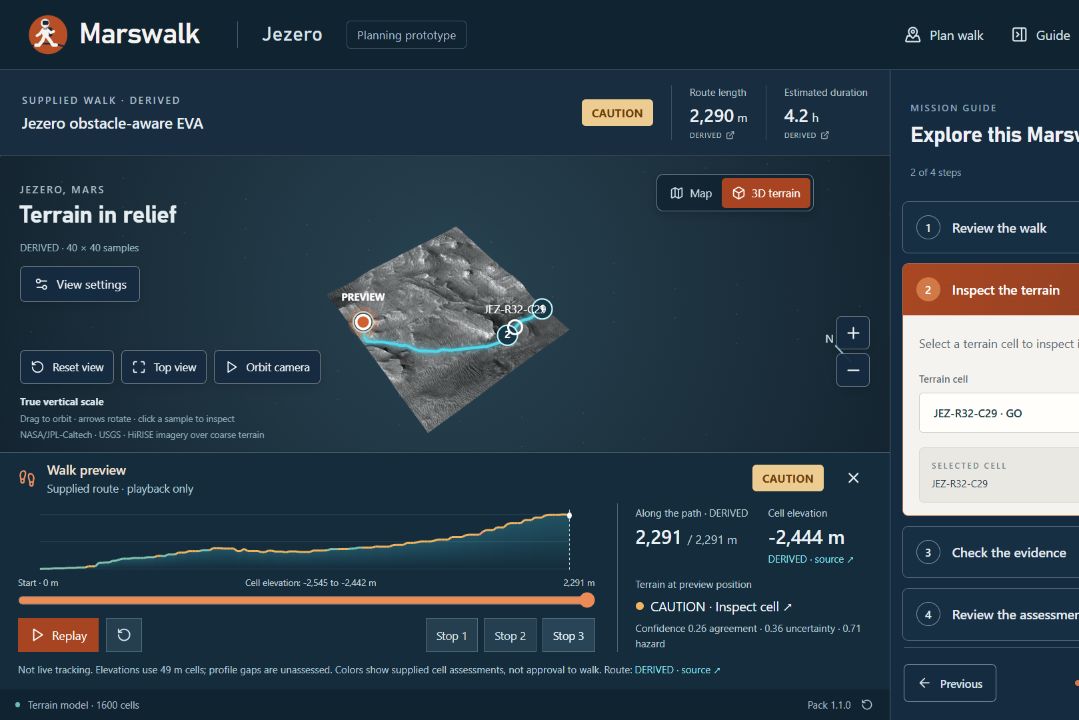 Marswalk
Jezero
Planning prototype
Plan walk
Guide
SUPPLIED WALK · DERIVED
Jezero obstacle-aware EVA
CAUTION
Route length
2,290 m
DERIVED
Estimated duration
4.2 h
DERIVED
JEZERO, MARS
Terrain in relief
DERIVED · 40 × 40 samples
View settings
Map
3D terrain
PREVIEW
JEZ-R32-C29
2
N
+
−
Reset view
Top view
Orbit camera
True vertical scale
Drag to orbit · arrows rotate · click a sample to inspect
NASA/JPL-Caltech · USGS · HiRISE imagery over coarse terrain
Walk preview
Supplied route · playback only
CAUTION
Start · 0 m
Cell elevation: -2,545 to -2,442 m
2,291 m
Replay
Stop 1
Stop 2
Stop 3
Along the path · DERIVED
2,291 / 2,291 m
Cell elevation
-2,444 m
DERIVED · source ↗
Terrain at preview position
CAUTION · Inspect cell ↗
Confidence 0.26 agreement · 0.36 uncertainty · 0.71
hazard
Not live tracking. Elevations use 49 m cells; profile gaps are unassessed. Colors show supplied cell assessments, not approval to walk. Route: DERIVED · source ↗
Terrain model · 1600 cells
Pack 1.1.0
MISSION GUIDE
Explore this Marsw
2 of 4 steps
1
Review the walk
2
Inspect the terrain
Select a terrain cell to inspect i
Terrain cell
JEZ-R32-C29 · GO
SELECTED CELL
JEZ-R32-C29
3
Check the evidence
4
Review the assessmen
Previous